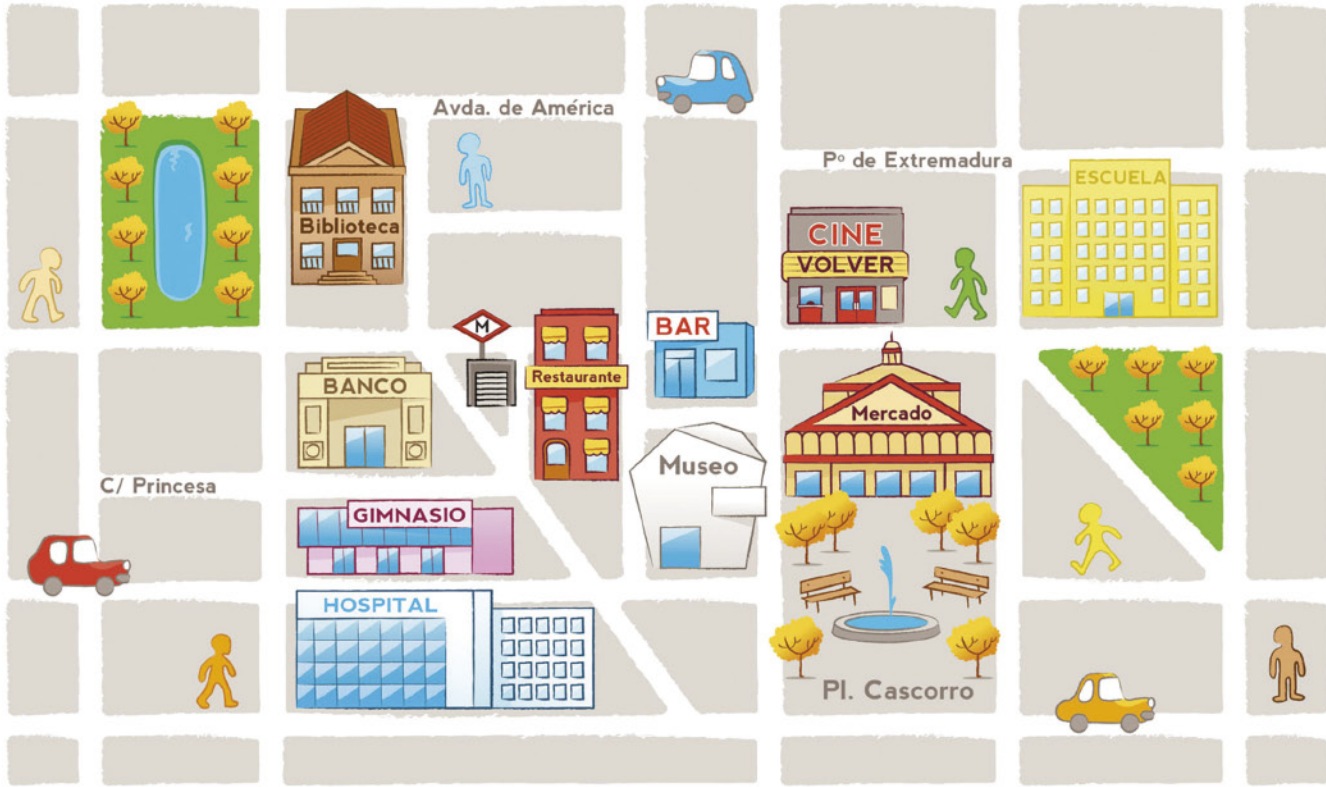 Avda. de América
Pº de Extremadura
ESCUELA
Biblioteca
CINE
VOLVER
M
BAR
BANCO
Restaurante
Mercado
Museo
C/ Princesa
GIMNASIO
HOSPITAL
Pl. Cascorro